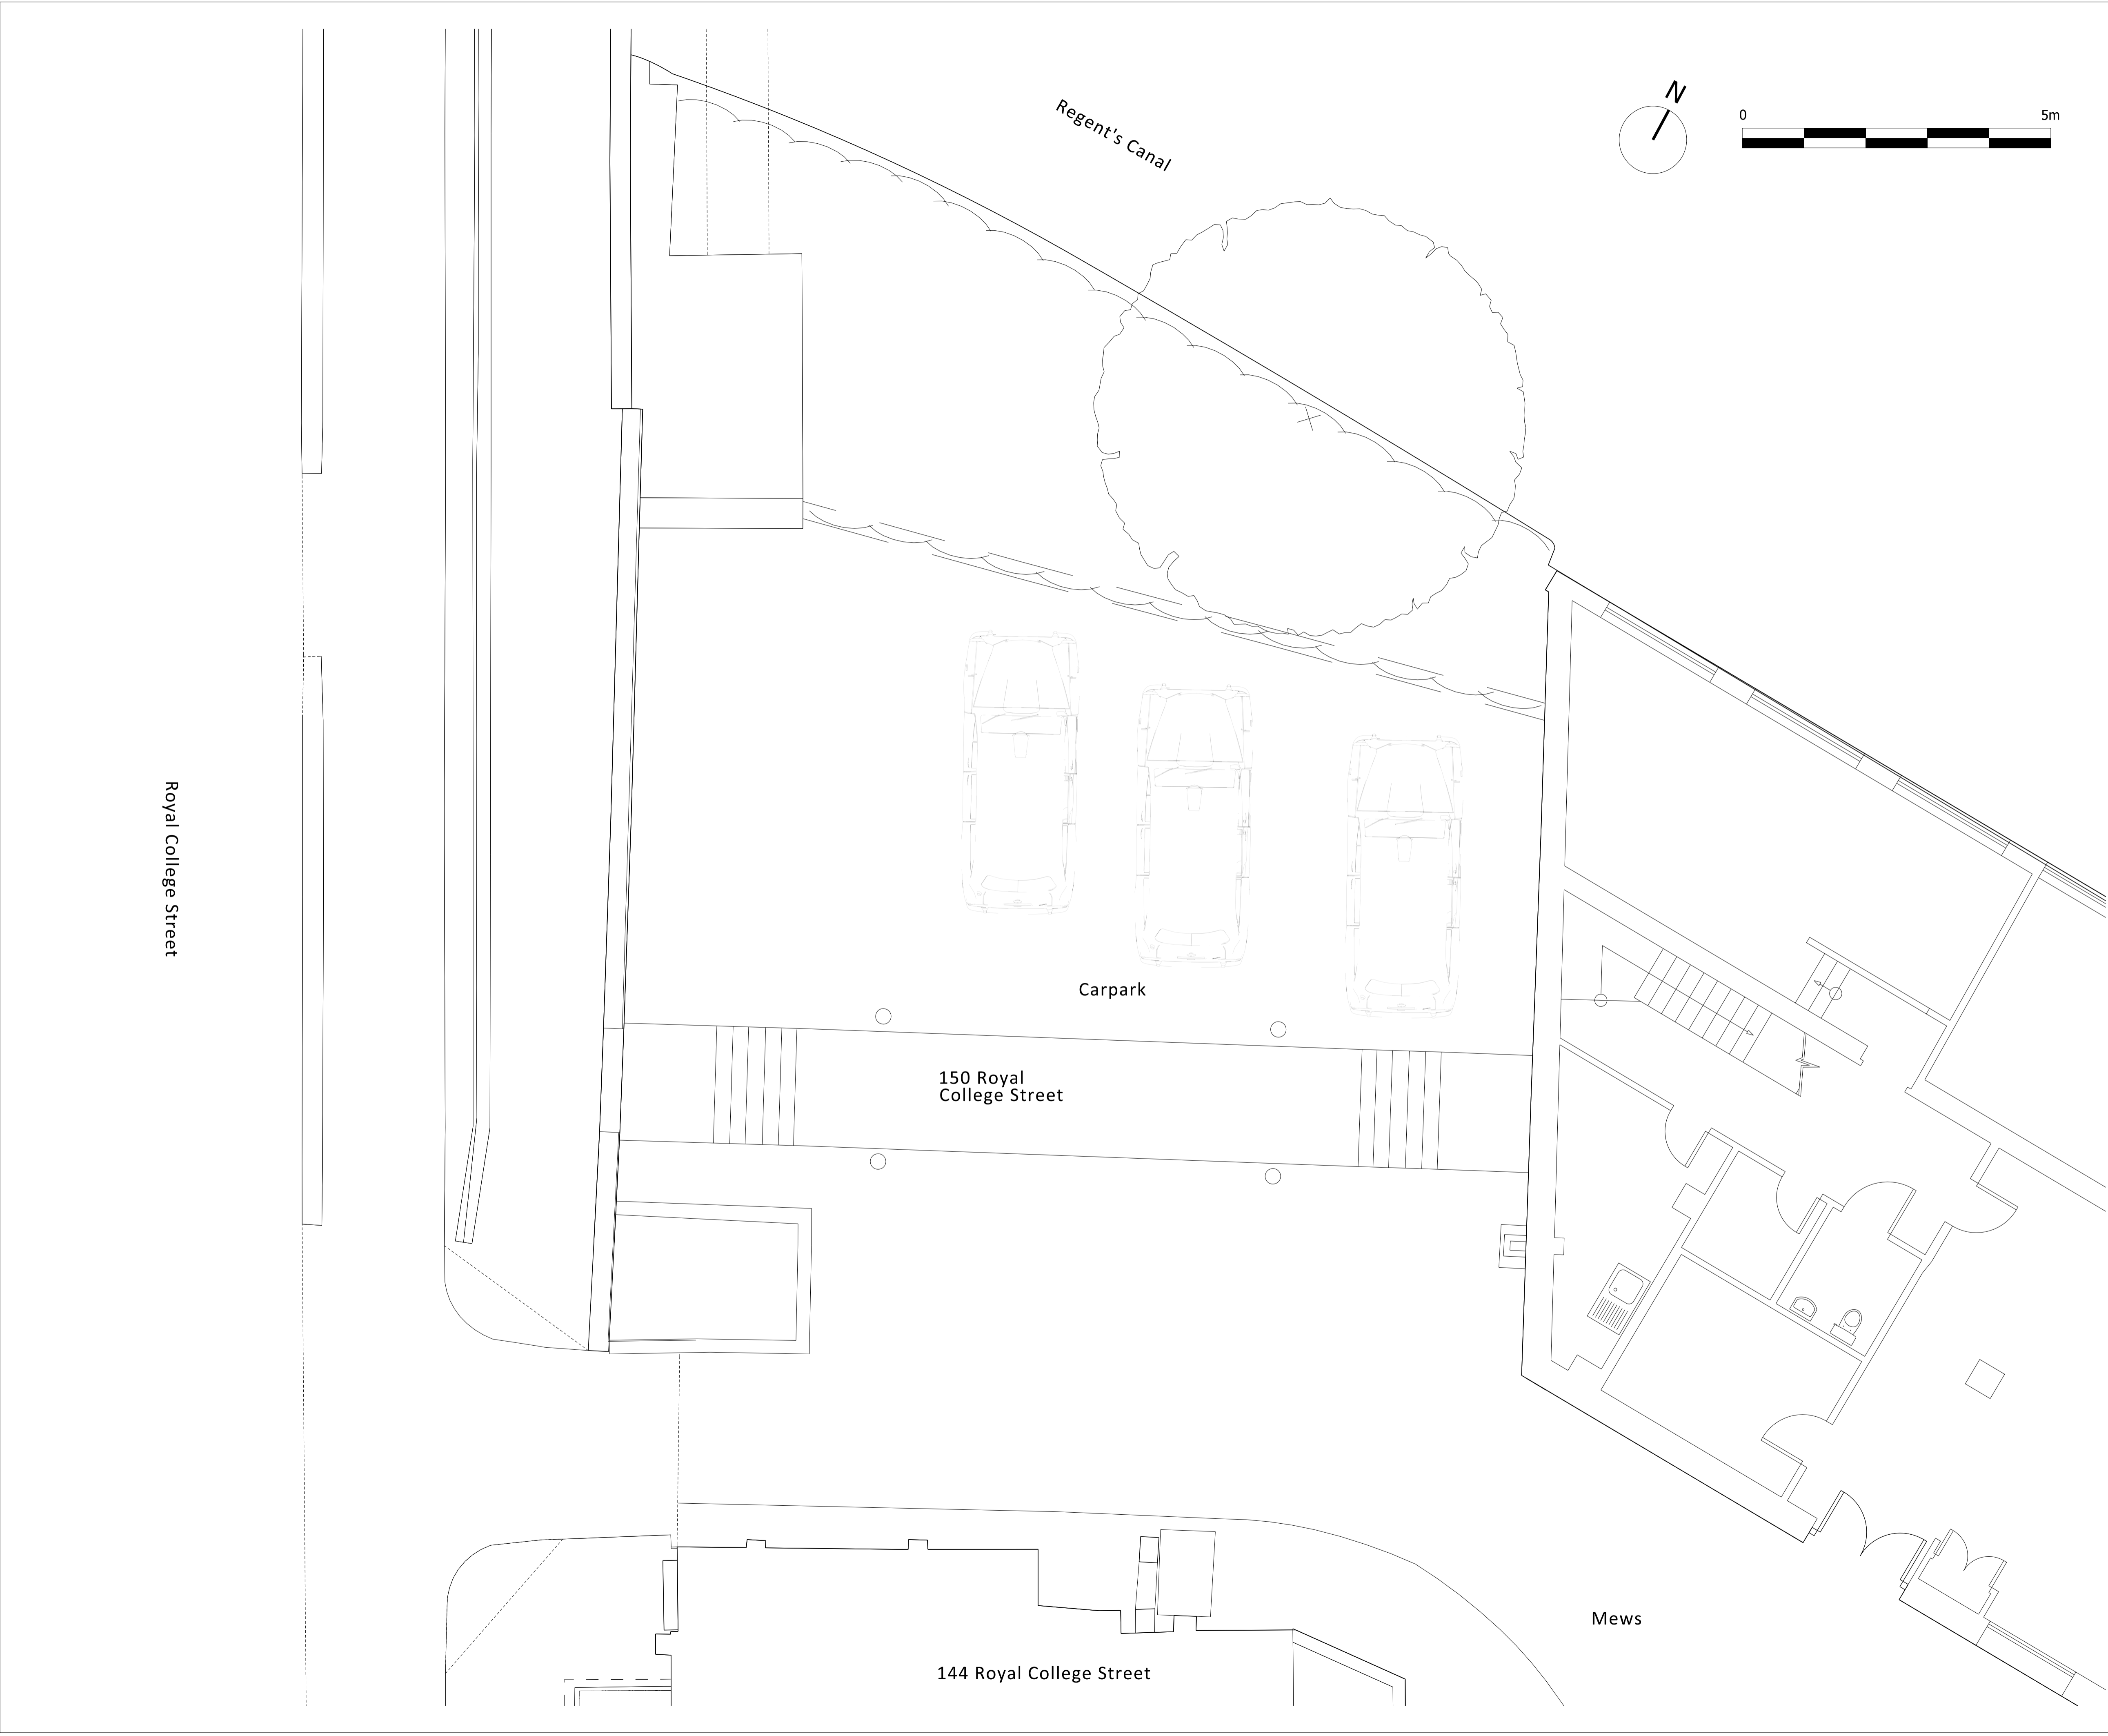 N
0
5m
Regent's Canal
Royal College Street
Carpark
150 Royal
College Street
Mews
144 Royal College Street